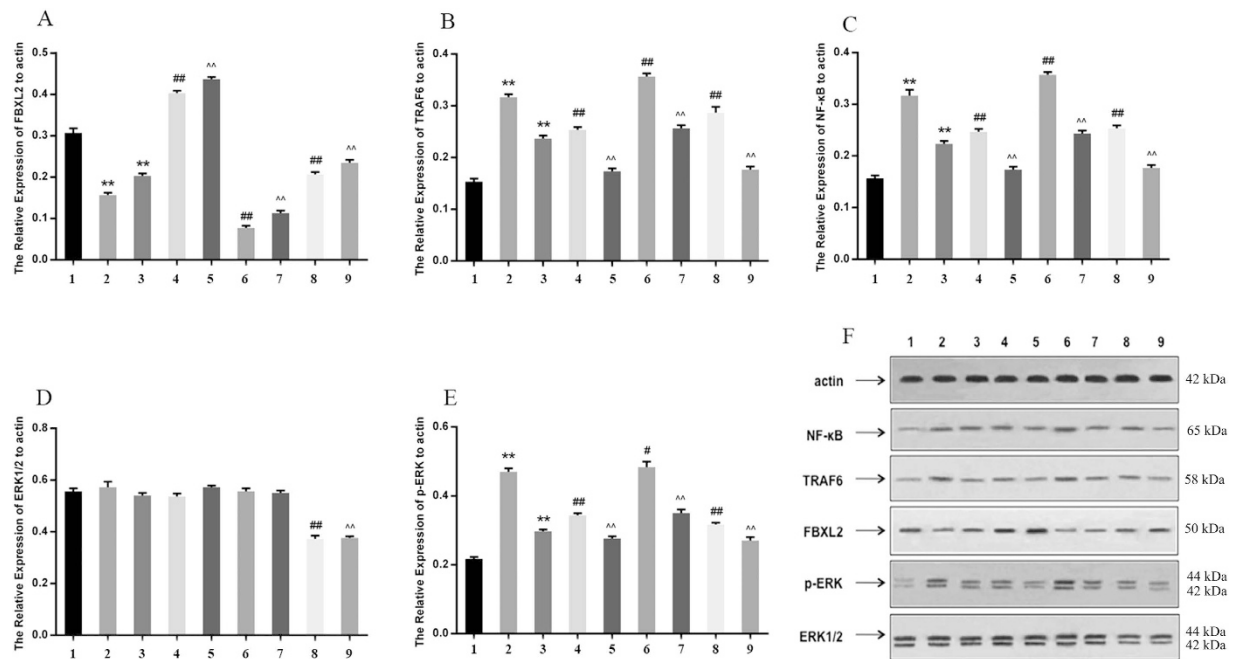 A
The Relative Expression of FBXL2 to actin
0.5
0.4
0.3
0.2
0.1
0.0
** ** ## ^^ ## ^^ ## ^^
1 2 3 4 5 6 7 8 9
B
The Relative Expression of TRAF6 to actin
0.4
0.3
0.2
0.1
0.0
** ** ## ^^ ## ^^ ## ^^
1 2 3 4 5 6 7 8 9
C
The Relative Expression of NF-κB to actin
0.4
0.3
0.2
0.1
0.0
** ** ## ^^ ## ^^ ## ^^
1 2 3 4 5 6 7 8 9
D
The Relative Expression of ERK1/2 to actin
0.8
0.6
0.4
0.2
0.0
## ^^
1 2 3 4 5 6 7 8 9
E
The Relative Expression of p-ERK to actin
0.6
0.4
0.2
0.0
** ** ## ^^ # ^^ ## ^^
1 2 3 4 5 6 7 8 9
F
1 2 3 4 5 6 7 8 9
actin 42 kDa
NF-κB 65 kDa
TRAF6 58 kDa
FBXL2 50 kDa
p-ERK 44 kDa
42 kDa
ERK1/2 44 kDa
42 kDa